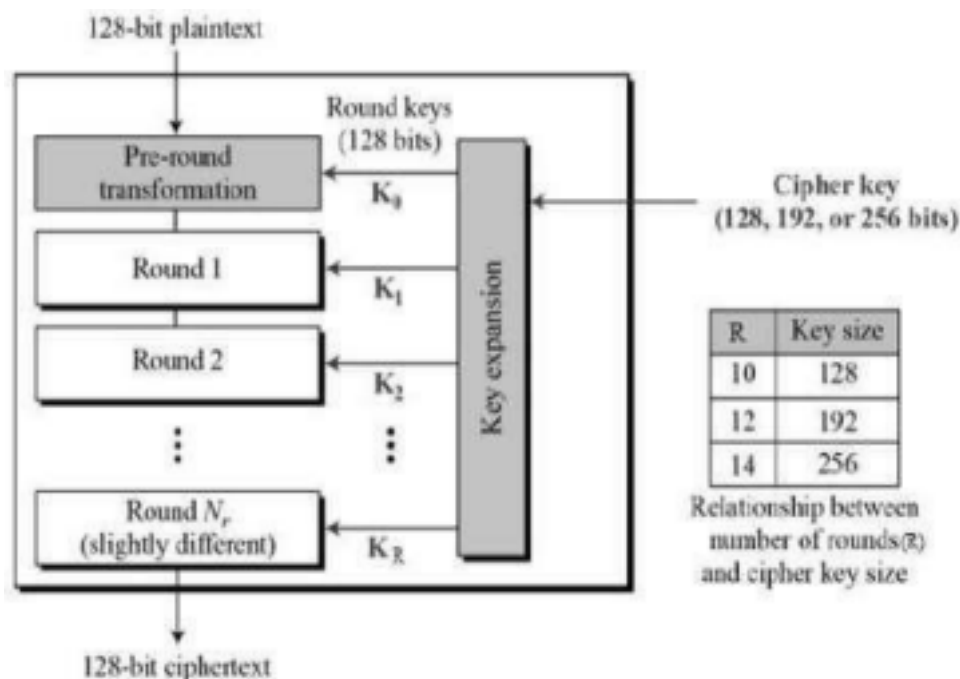 128-bit plaintext
Round keys
(128 bits)
Pre-round
transformation
K₀
Cipher key
(128, 192, or 256 bits)
Round 1
K₁
Key expansion
Round 2
K₂
R Key size
10 128
12 192
14 256
Relationship between
number of rounds(R)
and cipher key size
Round Nᵣ
(slightly different)
K_R
128-bit ciphertext